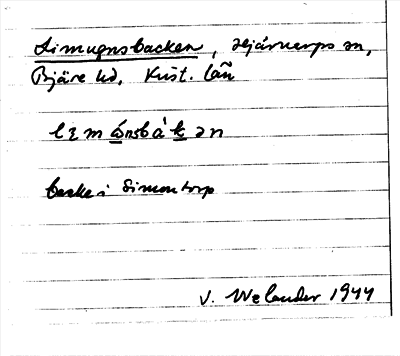 Simugnsbacken, Hjärnarps sn,
Bjäre hd. Krist. län
backe i Simontorp
V. Welander 1944